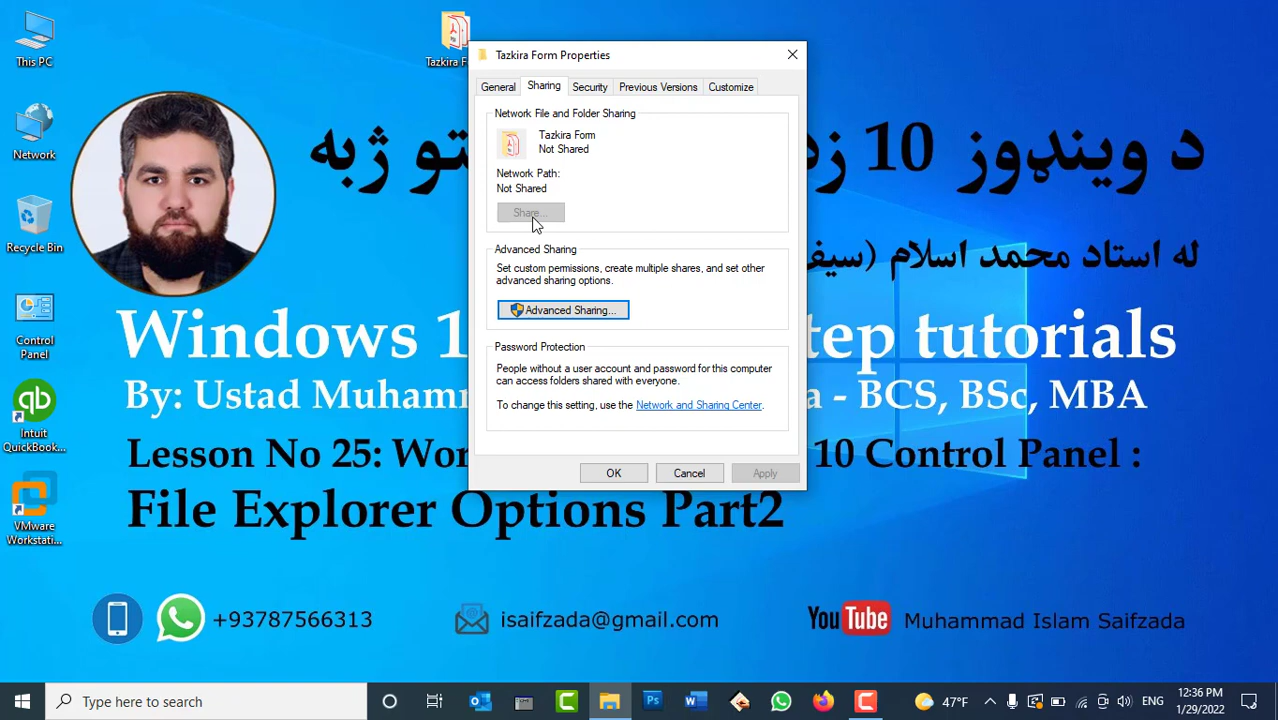 This PC
Network
Recycle Bin
Control
Panel
Intuit
QuickBook...
VMware
Workstati...
Tazkira F
Tazkira Form Properties
General
Sharing
Security
Previous Versions
Customize
Network File and Folder Sharing
Tazkira Form
Not Shared
Network Path:
Not Shared
Share...
Advanced Sharing
Set custom permissions, create multiple shares, and set other
advanced sharing options.
Advanced Sharing...
Password Protection
People without a user account and password for this computer
can access folders shared with everyone.
To change this setting, use the Network and Sharing Center.
OK
Cancel
Apply
د وینډوز 10 زد تو ژبه
له استاد محمد اسلام (سیف
Windows 1 tep tutorials
By: Ustad Muhamm a - BCS, BSc, MBA
Lesson No 25: Wor 10 Control Panel :
File Explorer Options Part2
+93787566313
isaifzada@gmail.com
YouTube
Muhammad Islam Saifzada
Type here to search
47°F
ENG
12:36 PM
1/29/2022